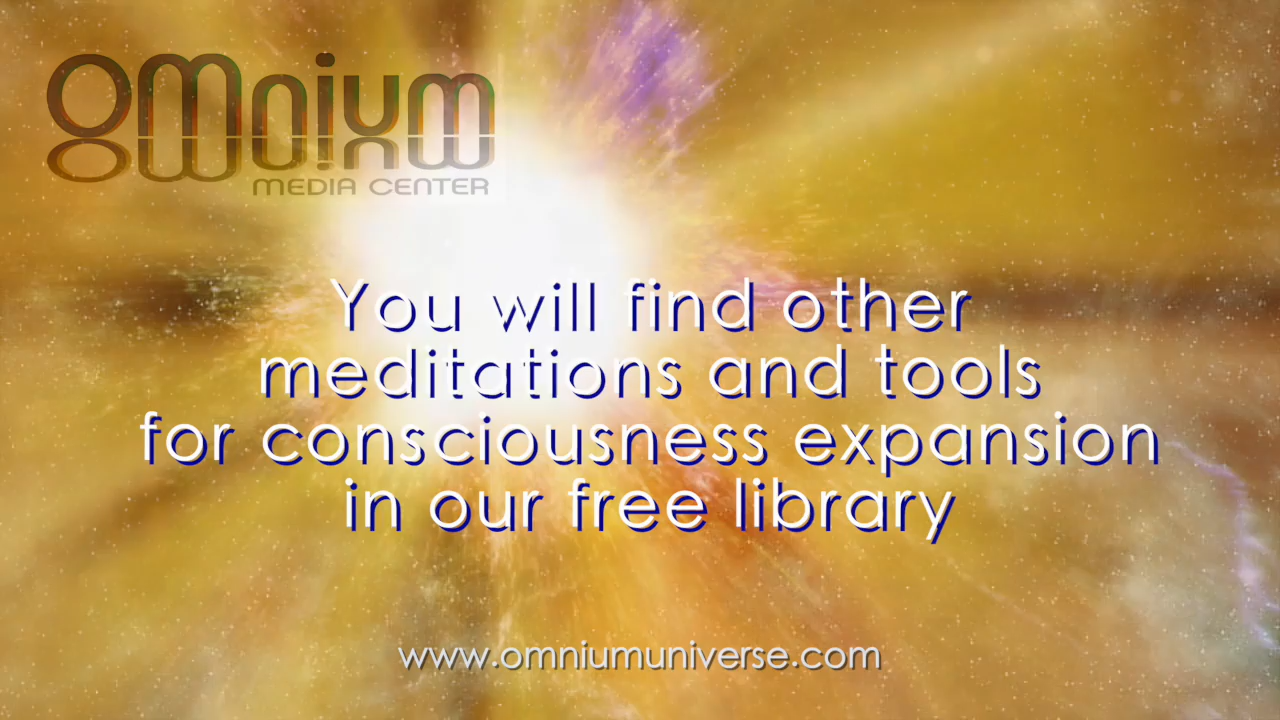 Omnium
MEDIA CENTER
You will find other
meditations and tools
for consciousness expansion
in our free library
www.omniumuniverse.com